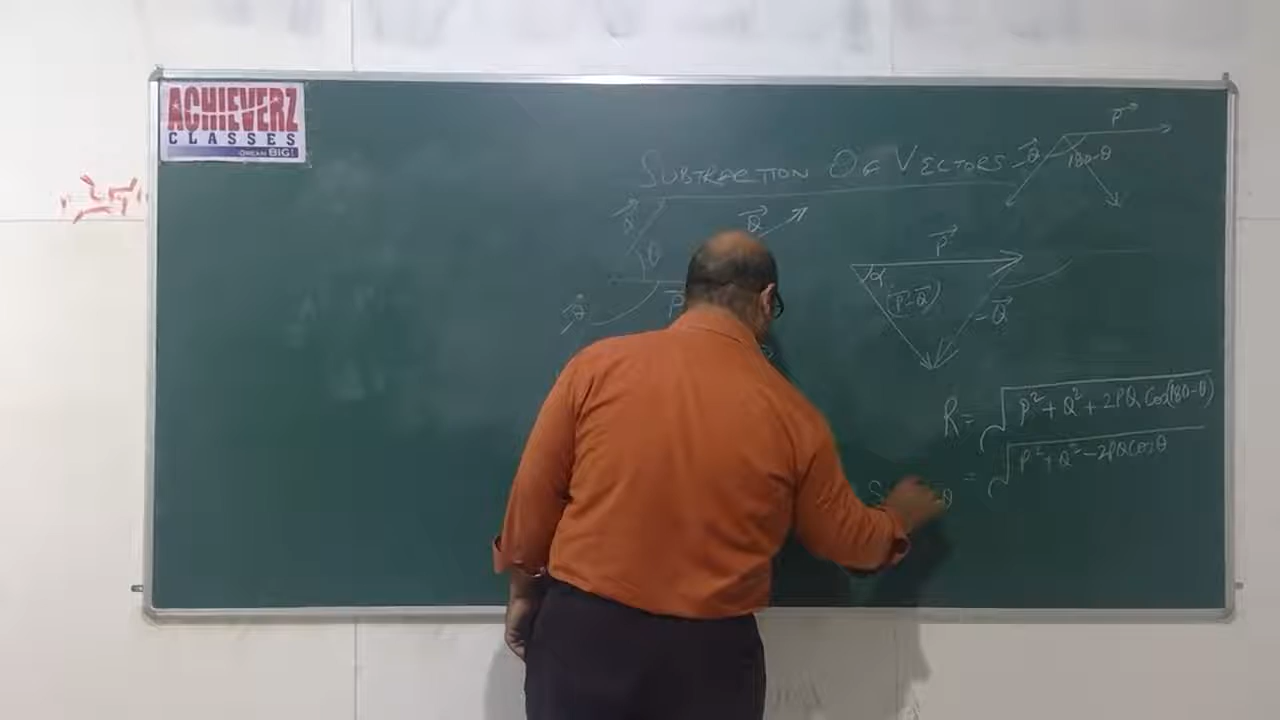 ACHIEVERZ
CLASSES
DREAM BIG!
SUBTRACTION OF VECTORS
P⃗
-Q⃗
180-θ
Q⃗
θ
Q⃗
P⃗
α
(P⃗-Q⃗)
-Q⃗
R = √(P² + Q² + 2PQ Cos(180-θ))
= √(P² + Q² - 2PQ Cosθ)